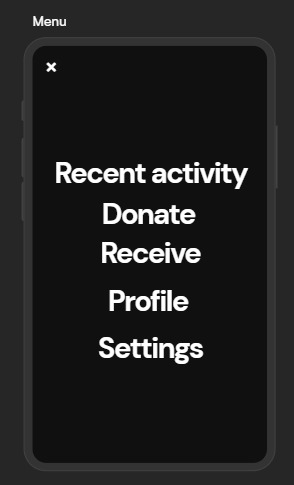 Menu
×
Recent activity
Donate
Receive
Profile
Settings